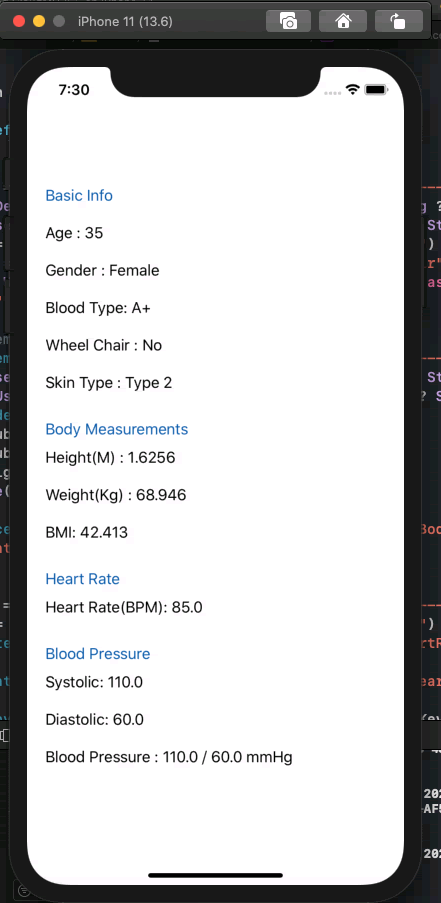 iPhone 11 (13.6)
7:30
Basic Info
Age : 35
Gender : Female
Blood Type: A+
Wheel Chair : No
Skin Type : Type 2
Body Measurements
Height(M) : 1.6256
Weight(Kg) : 68.946
BMI: 42.413
Heart Rate
Heart Rate(BPM): 85.0
Blood Pressure
Systolic: 110.0
Diastolic: 60.0
Blood Pressure : 110.0 / 60.0 mmHg